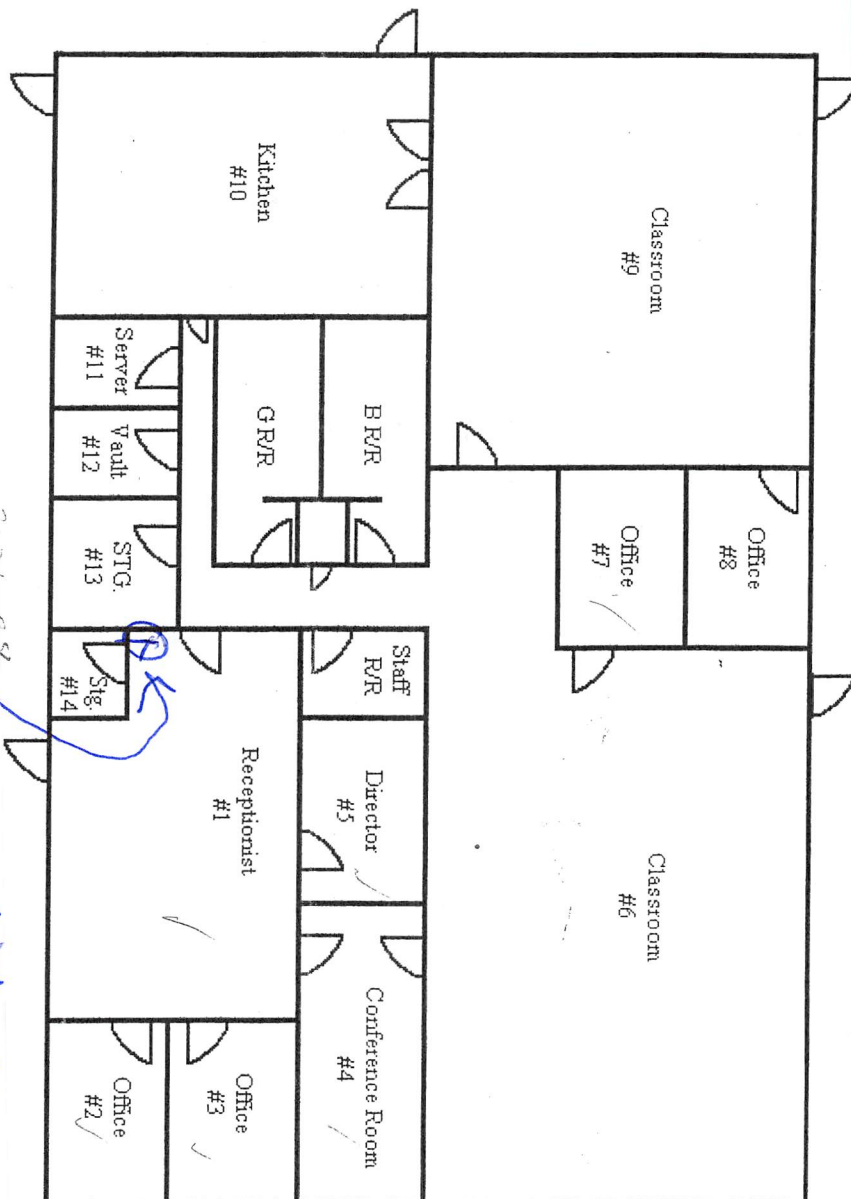 Kitchen
#10
Classroom
#9
Server
#11
Vault
#12
STG.
#13
Stg.
#14
G R/R
B R/R
Office
#7
Office
#8
Staff
R/R
Director
#5
Receptionist
#1
Classroom
#6
Conference Room
#4
Office
#3
Office
#2